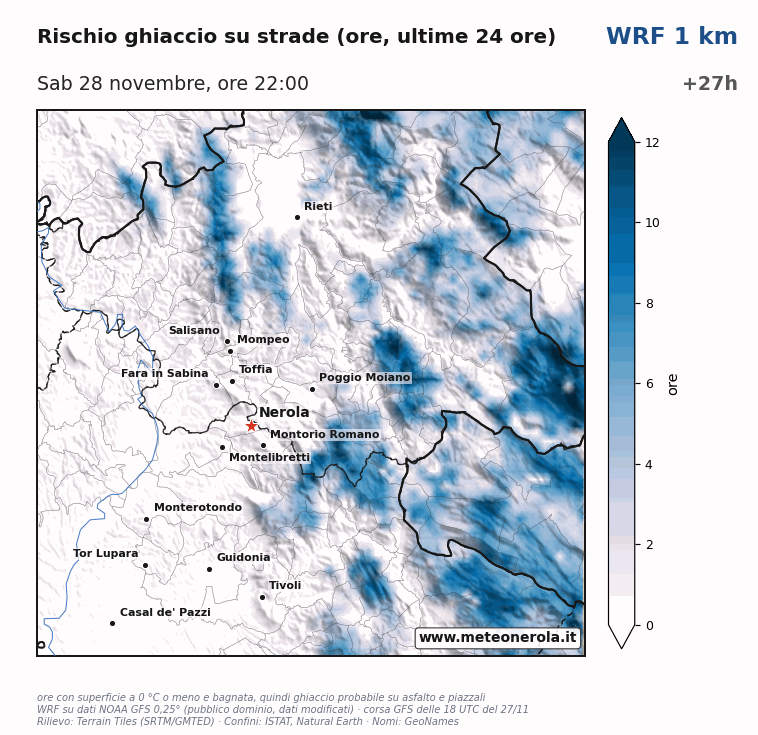 Rischio ghiaccio su strade (ore, ultime 24 ore)
WRF 1 km
Sab 28 novembre, ore 22:00
+27h
Rieti
Salisano
Mompeo
Toffia
Fara in Sabina
Poggio Moiano
Nerola
Montorio Romano
Montelibretti
Monterotondo
Tor Lupara
Guidonia
Tivoli
Casal de' Pazzi
www.meteonerola.it
12
10
8
6
4
2
0
ore
ore con superficie a 0 °C o meno e bagnata, quindi ghiaccio probabile su asfalto e piazzali
WRF su dati NOAA GFS 0,25° (pubblico dominio, dati modificati) · corsa GFS delle 18 UTC del 27/11
Rilievo: Terrain Tiles (SRTM/GMTED) · Confini: ISTAT, Natural Earth · Nomi: GeoNames